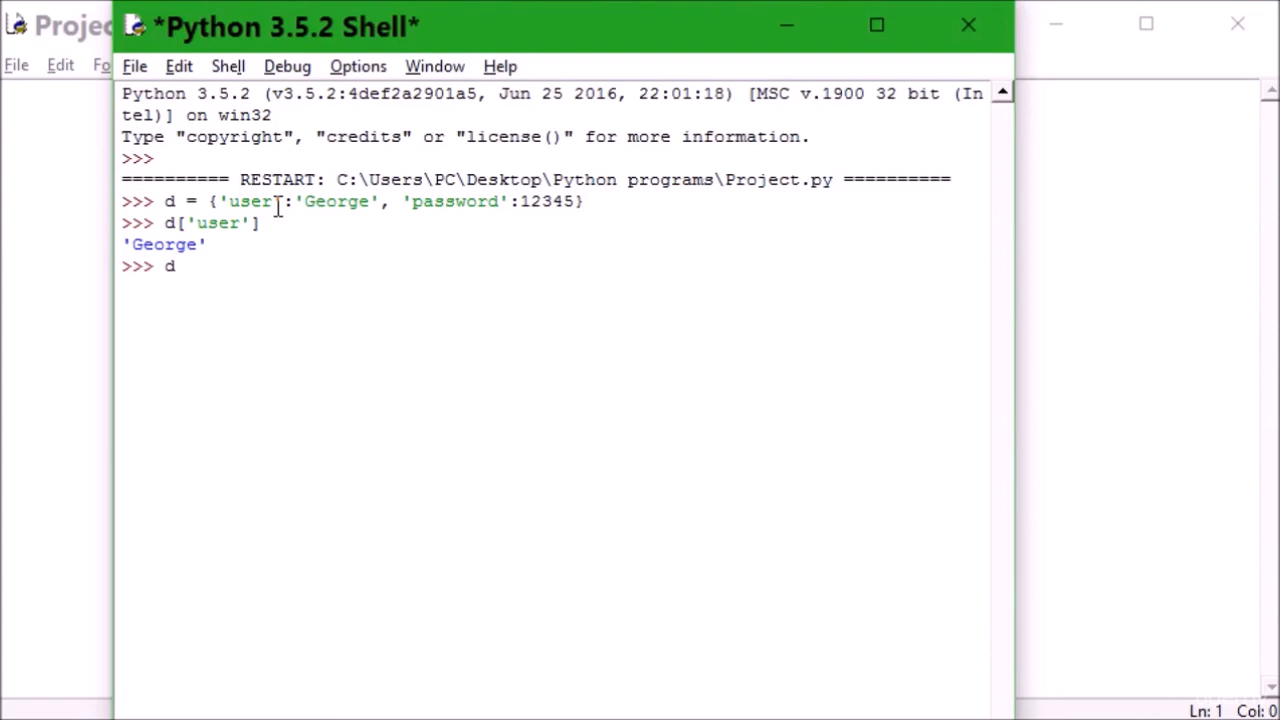 Projec
*Python 3.5.2 Shell*
File Edit Fo
File Edit Shell Debug Options Window Help
Python 3.5.2 (v3.5.2:4def2a2901a5, Jun 25 2016, 22:01:18) [MSC v.1900 32 bit (In
tel)] on win32
Type "copyright", "credits" or "license()" for more information.
>>>
========== RESTART: C:\Users\PC\Desktop\Python programs\Project.py ==========
>>> d = {'user':'George', 'password':12345}
>>> d['user']
'George'
>>> d
Ln: 1 Col: 0